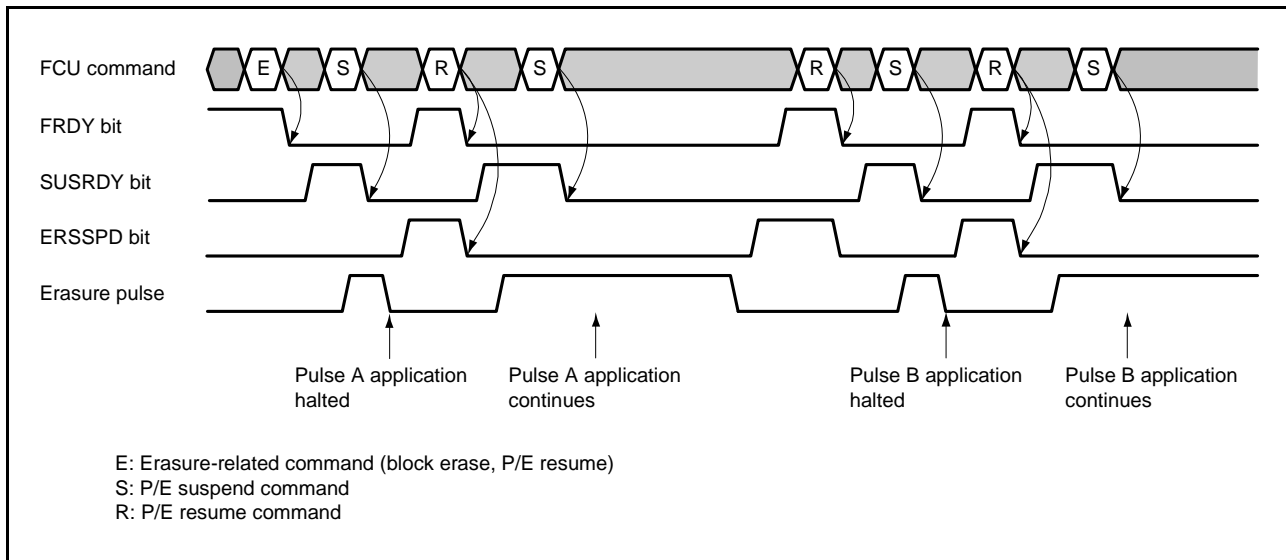 FCU command
E S R S R S R S
FRDY bit
SUSRDY bit
ERSSPD bit
Erasure pulse
Pulse A application
halted
Pulse A application
continues
Pulse B application
halted
Pulse B application
continues
E: Erasure-related command (block erase, P/E resume)
S: P/E suspend command
R: P/E resume command